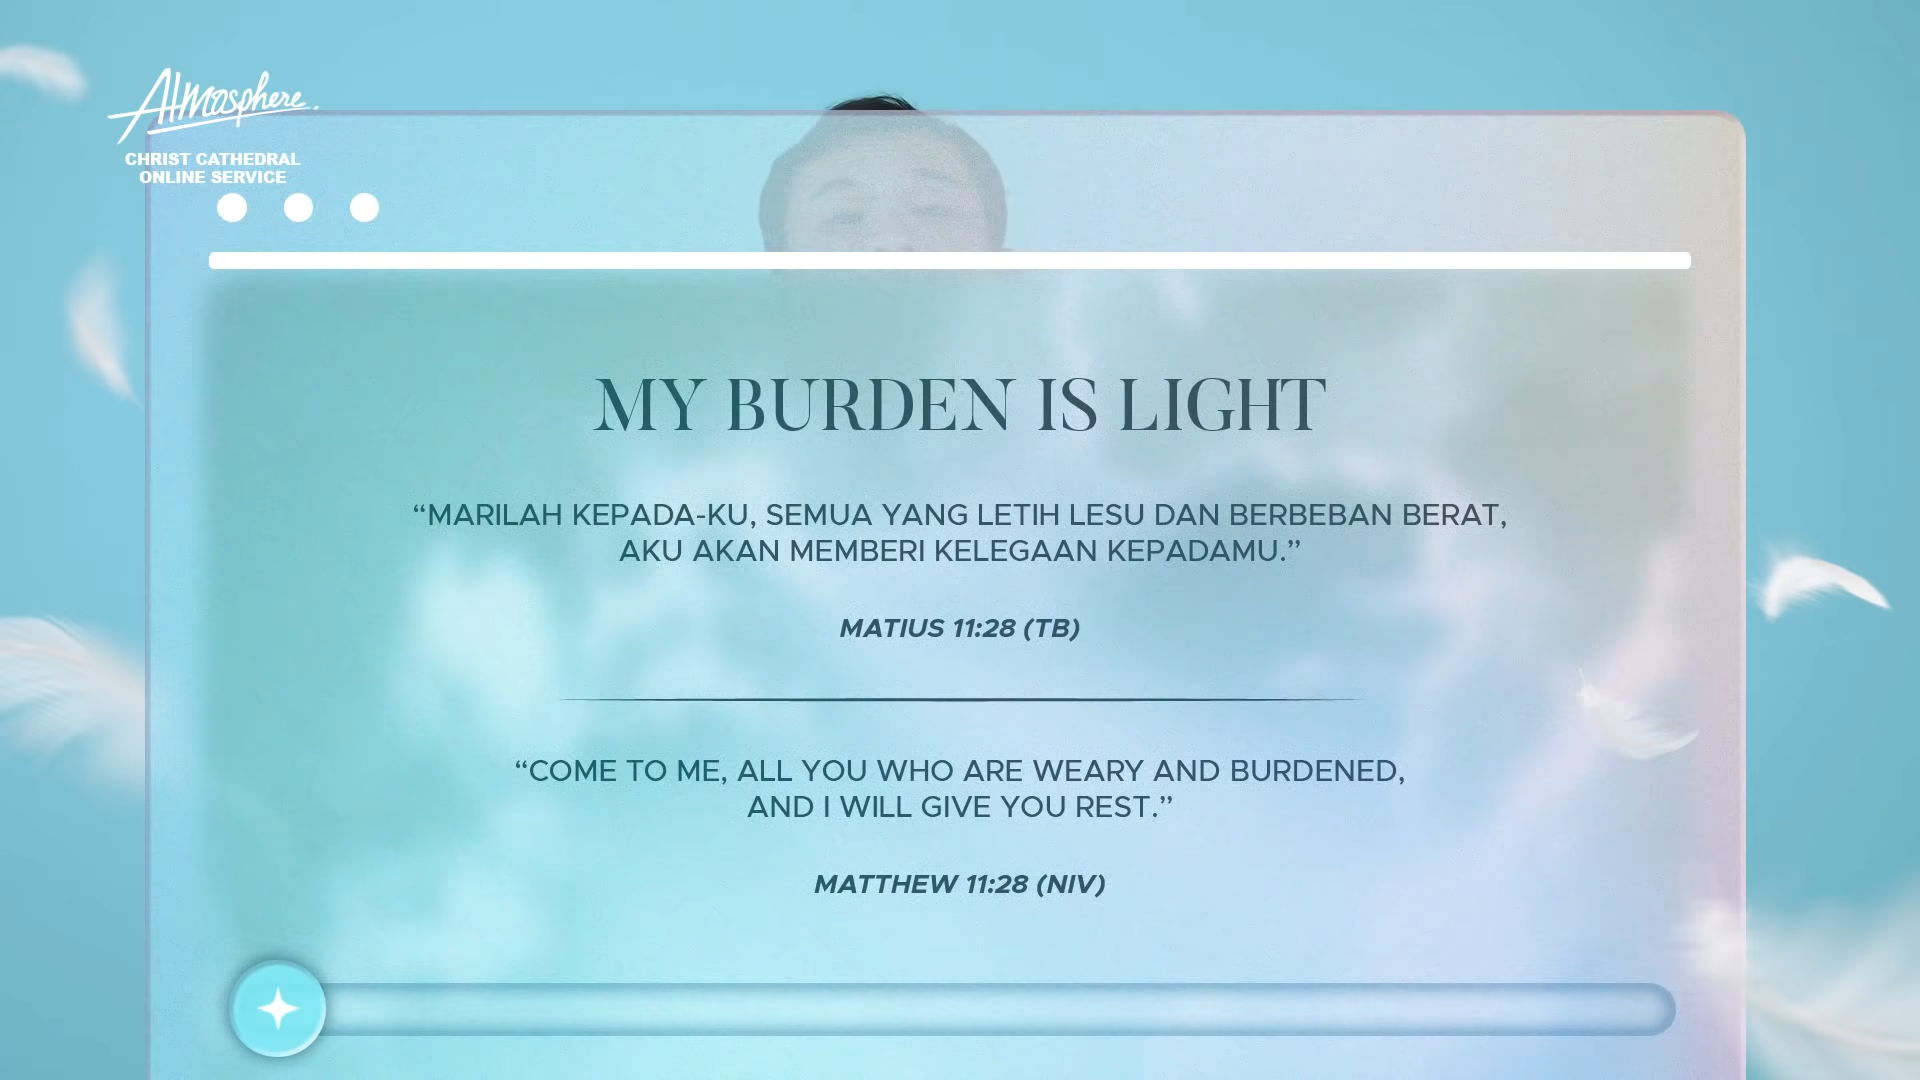 Atmosphere.
CHRIST CATHEDRAL
ONLINE SERVICE
MY BURDEN IS LIGHT
“MARILAH KEPADA-KU, SEMUA YANG LETIH LESU DAN BERBEBAN BERAT,
AKU AKAN MEMBERI KELEGAAN KEPADAMU.”
MATIUS 11:28 (TB)
“COME TO ME, ALL YOU WHO ARE WEARY AND BURDENED,
AND I WILL GIVE YOU REST.”
MATTHEW 11:28 (NIV)